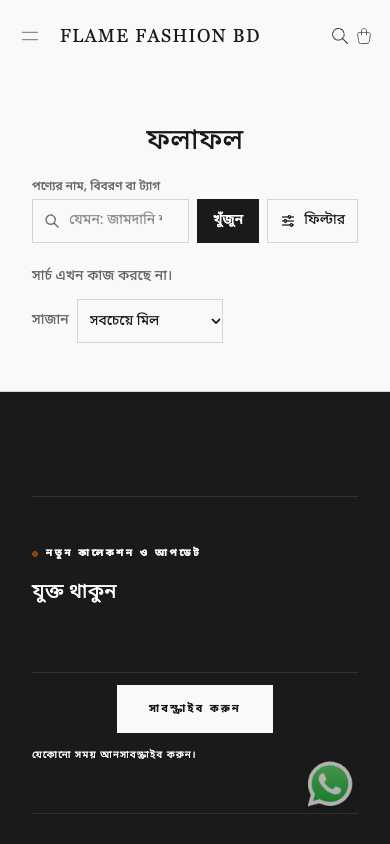 FLAME FASHION BD
ফলাফল
পণ্যের নাম, বিবরণ বা ট্যাগ
যেমন: জামদানি
খুঁজুন
ফিল্টার
সার্চ এখন কাজ করছে না।
সাজান
সবচেয়ে মিল
নতুন কালেকশন ও আপডেট
যুক্ত থাকুন
সাবস্ক্রাইব করুন
যেকোনো সময় আনসাবস্ক্রাইব করুন।